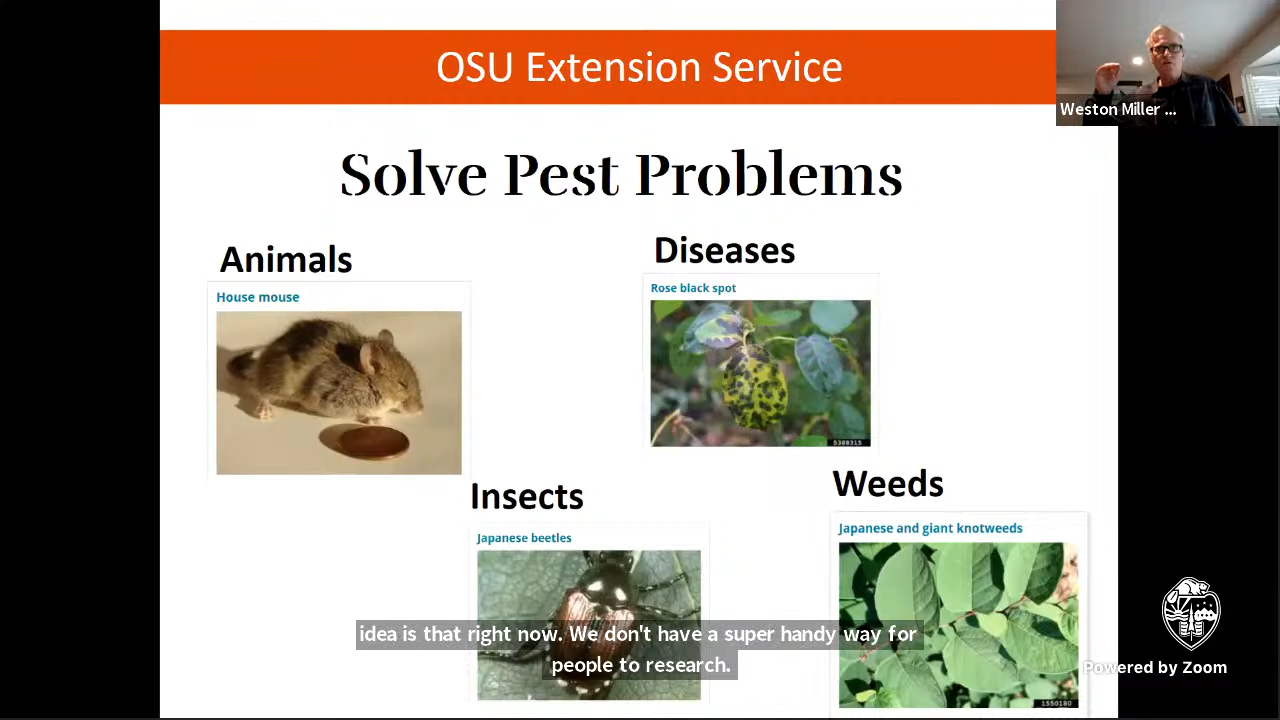 OSU Extension Service
Weston Miller ...
Solve Pest Problems
Animals
House mouse
Diseases
Rose black spot
5388315
Insects
Japanese beetles
Weeds
Japanese and giant knotweeds
1550180
idea is that right now. We don't have a super handy way for
people to research.
Powered by Zoom